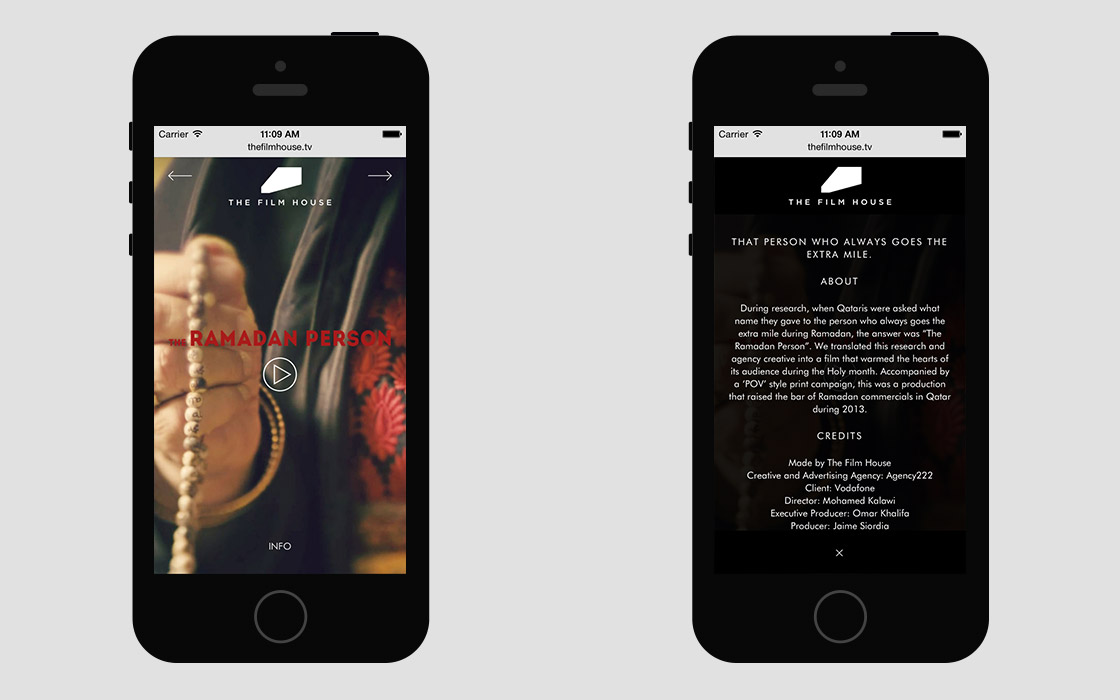 Carrier 11:09 AM
thefilmhouse.tv
THE FILM HOUSE
THE RAMADAN PERSON
INFO
Carrier 11:09 AM
thefilmhouse.tv
THE FILM HOUSE
THAT PERSON WHO ALWAYS GOES THE
EXTRA MILE.
ABOUT
During research, when Qataris were asked what
name they gave to the person who always goes the
extra mile during Ramadan, the answer was “The
Ramadan Person”. We translated this research and
agency creative into a film that warmed the hearts of
its audience during the Holy month. Accompanied by
a ‘POV’ style print campaign, this was a production
that raised the bar of Ramadan commercials in Qatar
during 2013.
CREDITS
Made by The Film House
Creative and Advertising Agency: Agency222
Client: Vodafone
Director: Mohamed Kalawi
Executive Producer: Omar Khalifa
Producer: Jaime Siordia